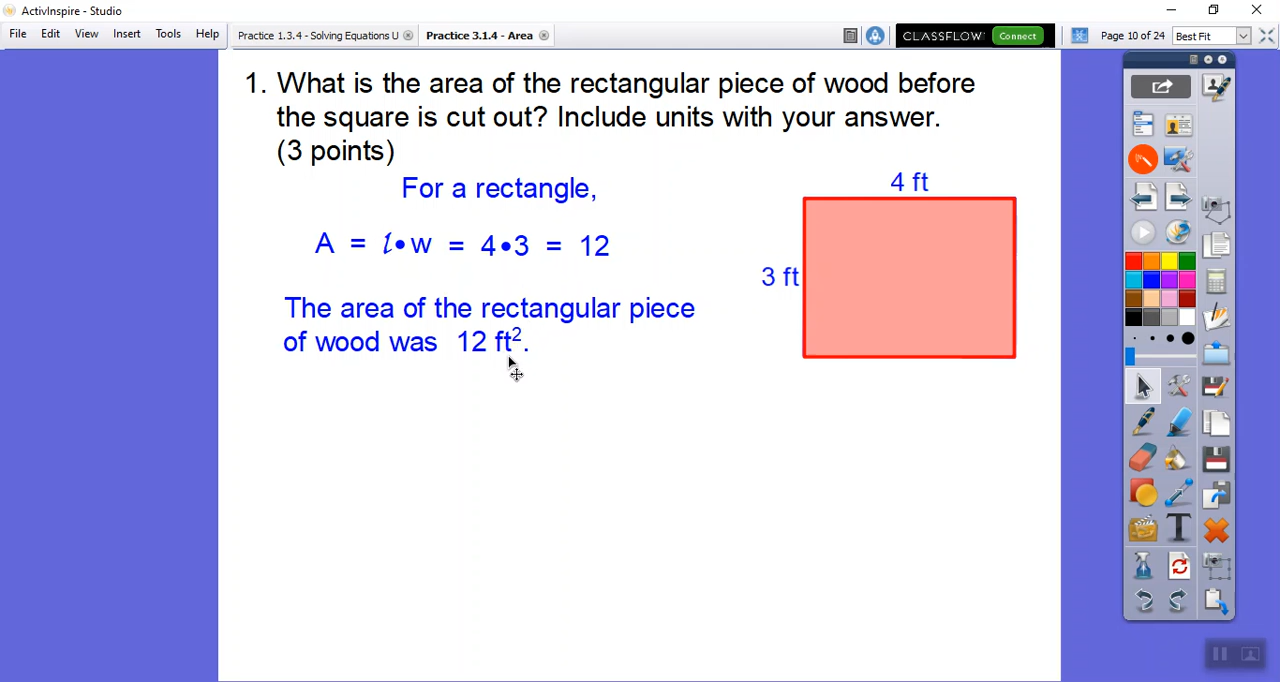 ActivInspire - Studio
File Edit View Insert Tools Help
Practice 1.3.4 - Solving Equations U
Practice 3.1.4 - Area
CLASSFLOW Connect
Page 10 of 24
Best Fit
1. What is the area of the rectangular piece of wood before
the square is cut out? Include units with your answer.
(3 points)
For a rectangle,
A = l•w = 4•3 = 12
The area of the rectangular piece
of wood was 12 ft².
4 ft
3 ft